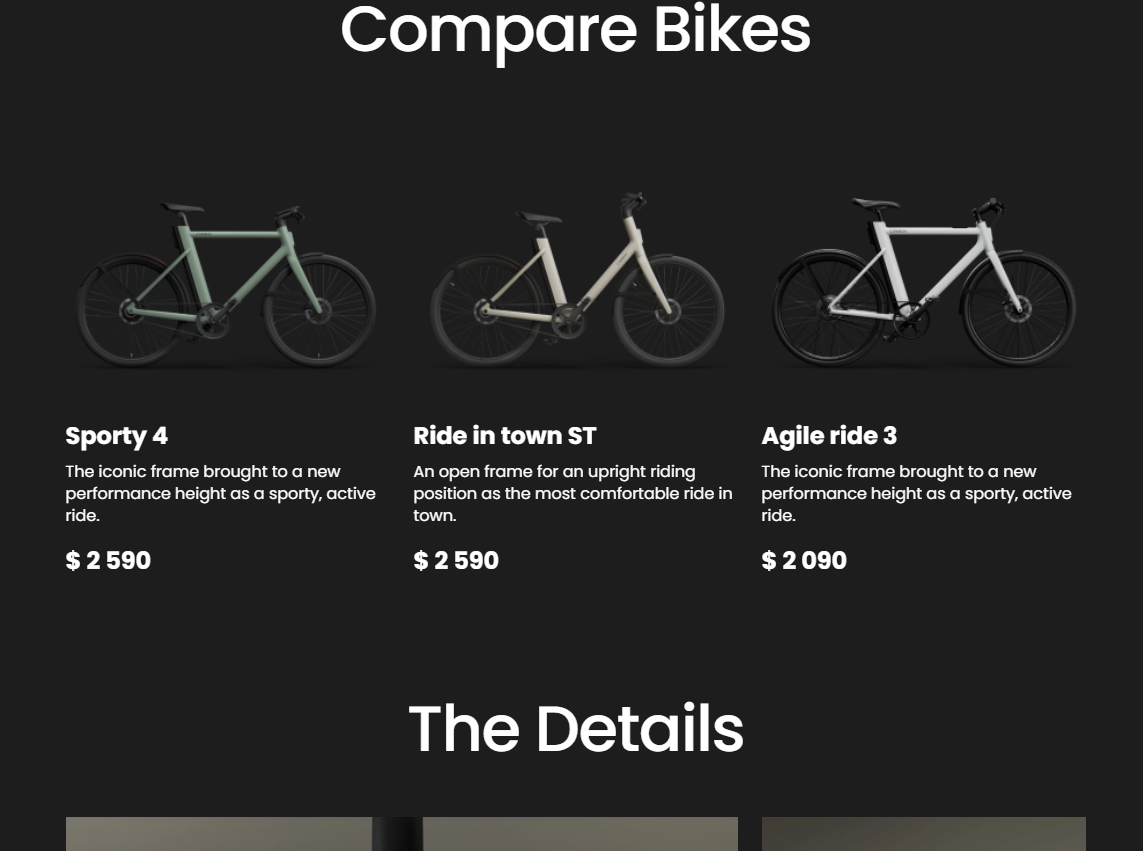 Compare Bikes
Sporty 4
The iconic frame brought to a new
performance height as a sporty, active
ride.
$ 2 590
Ride in town ST
An open frame for an upright riding
position as the most comfortable ride in
town.
$ 2 590
Agile ride 3
The iconic frame brought to a new
performance height as a sporty, active
ride.
$ 2 090
The Details